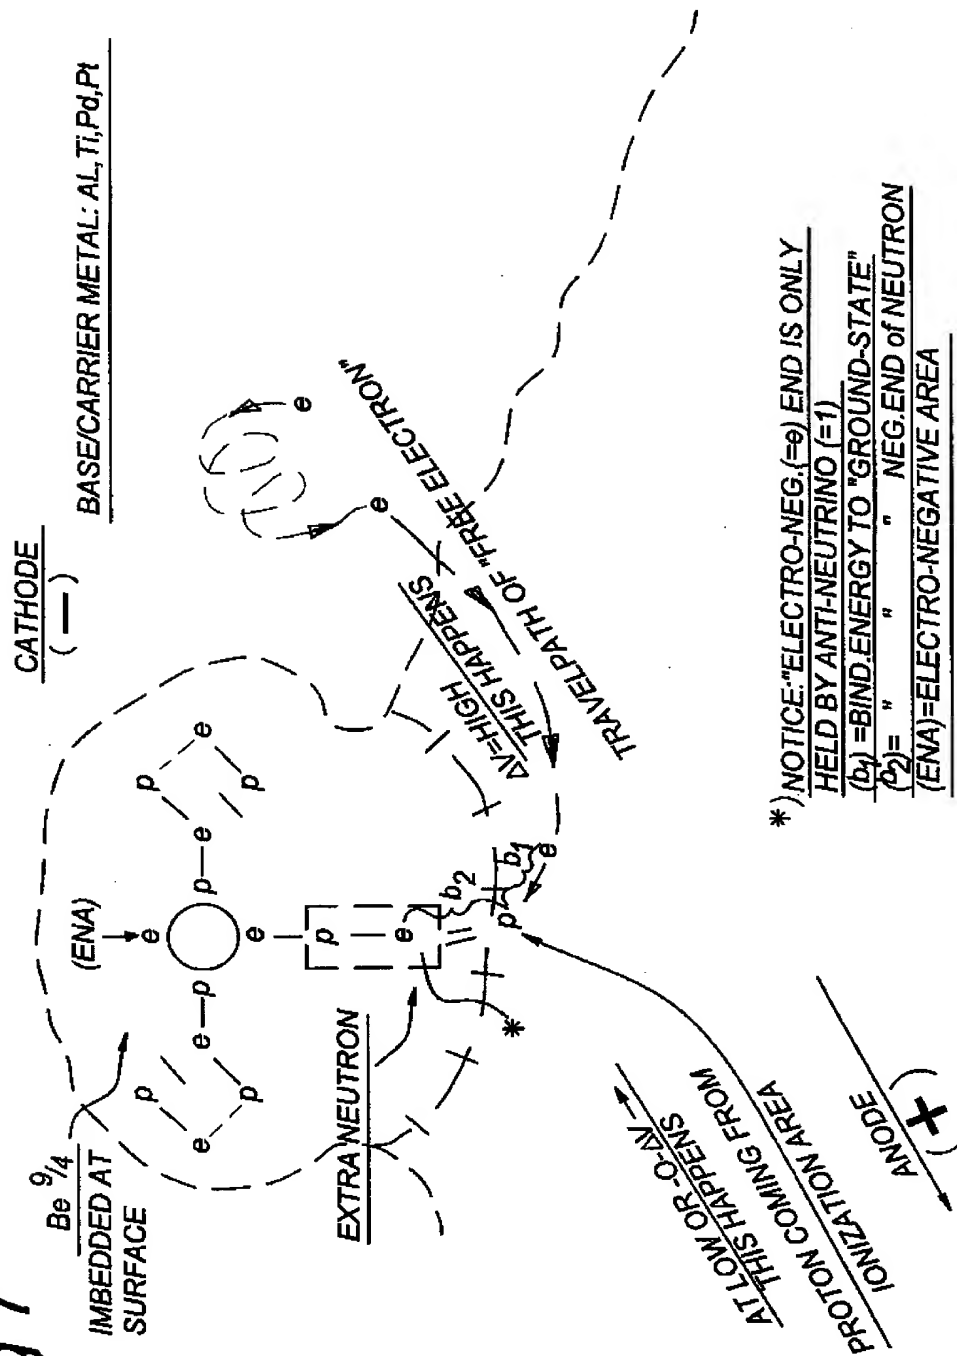 CATHODE
(—)
BASE/CARRIER METAL: AL,Ti,Pd,Pt
Be 9/4
IMBEDDED AT
SURFACE
(ENA)
e
e
p
e
p
e
p
p
e
p
e
p
p
e
e
p
e
p
e
e
e
EXTRA NEUTRON
b2
b1
*
ΔV=HIGH
THIS HAPPENS
TRAVELPATH OF "FREE ELECTRON"
AT LOW OR -O-ΔV
THIS HAPPENS
PROTON COMING FROM
IONIZATION AREA
ANODE
(+)
*) NOTICE:"ELECTRO-NEG.(=e) END IS ONLY
HELD BY ANTI-NEUTRINO (=1)
(b1) =BIND.ENERGY TO "GROUND-STATE"
(b2)= " " " NEG.END of NEUTRON
(ENA)=ELECTRO-NEGATIVE AREA